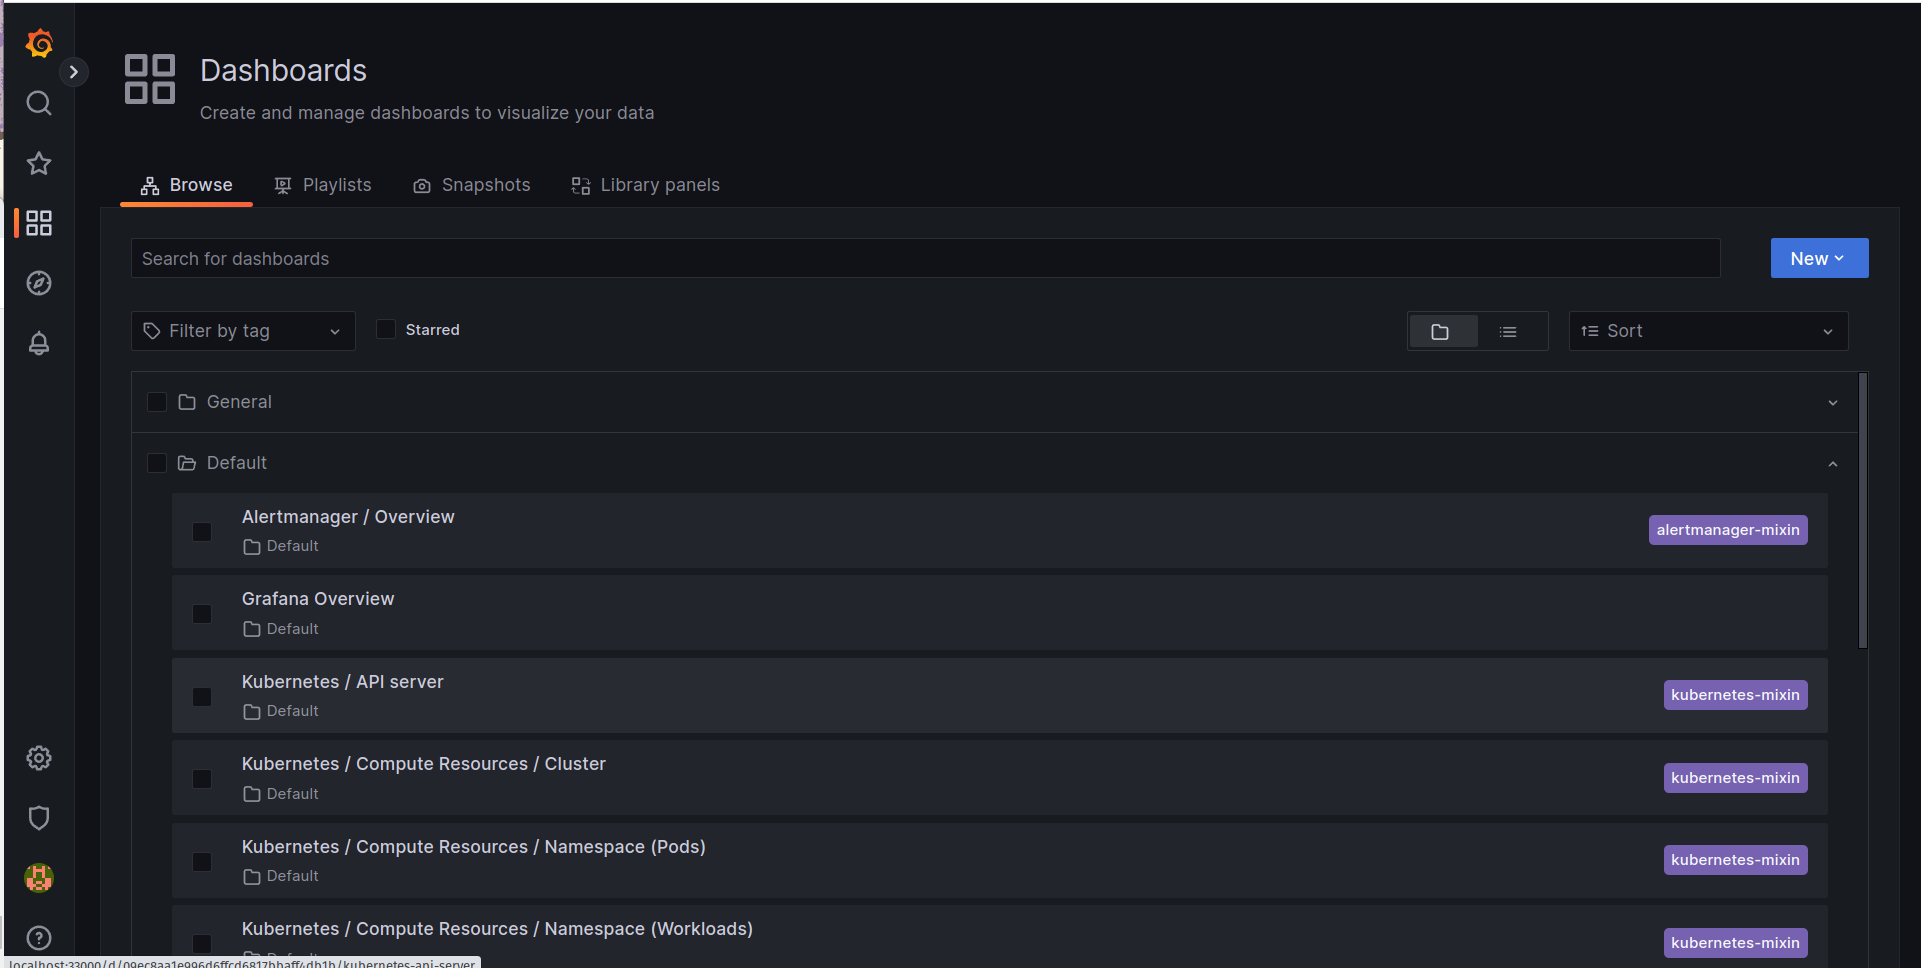 Dashboards
Create and manage dashboards to visualize your data
Browse Playlists Snapshots Library panels
Search for dashboards
New
Filter by tag Starred Sort
General
Default
Alertmanager / Overview
Default
alertmanager-mixin
Grafana Overview
Default
Kubernetes / API server
Default
kubernetes-mixin
Kubernetes / Compute Resources / Cluster
Default
kubernetes-mixin
Kubernetes / Compute Resources / Namespace (Pods)
Default
kubernetes-mixin
Kubernetes / Compute Resources / Namespace (Workloads)
kubernetes-mixin
Default
localhost:33000/d/09ec8aa1e996d6ffcd6817bbaff4db1b/kubernetes-api-server